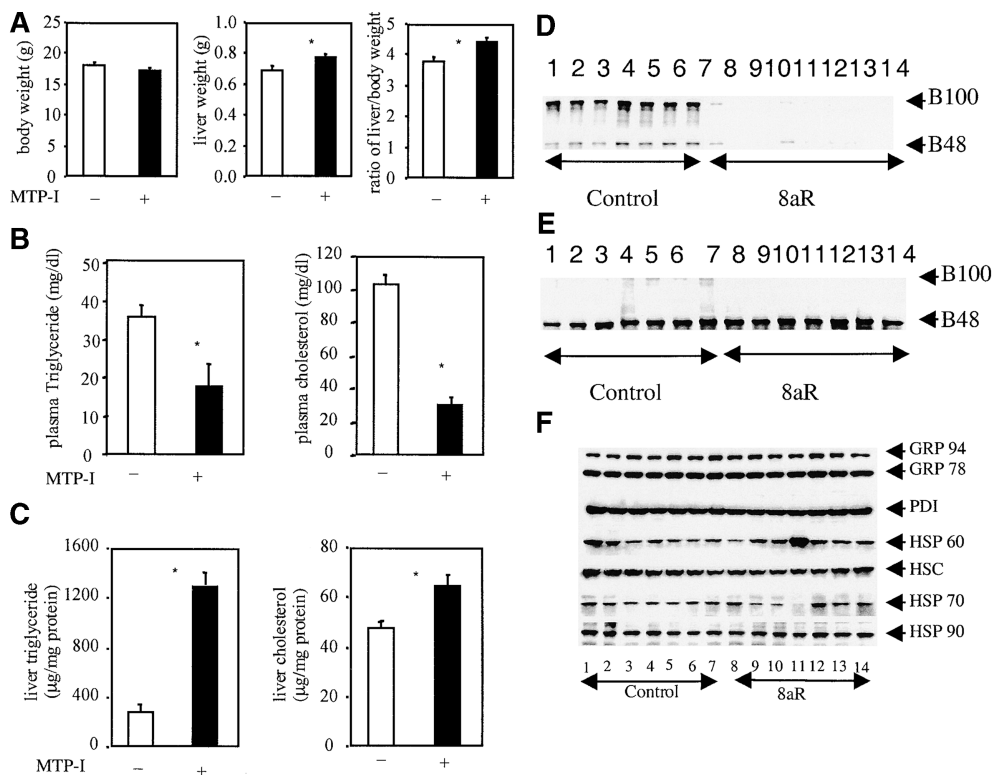 A
body weight (g)
25
20
15
10
5
0
liver weight (g)
1.0
0.8
0.6
0.4
0.2
0.0
*
ratio of liver/body weight
5
4
3
2
1
0
*
MTP-I
– +
– +
– +
B
plasma Triglyceride (mg/dl)
50
40
30
20
10
0
*
plasma cholesterol (mg/dl)
120
100
80
60
40
20
0
*
MTP-I
– +
– +
C
liver triglyceride
(µg/mg protein)
1600
1200
800
400
0
*
liver cholesterol
(µg/mg protein)
80
60
40
20
0
*
MTP-I
– +
– +
D
1 2 3 4 5 6 7 8 91011121314
B100
B48
Control 8aR
E
1 2 3 4 5 6 7 8 91011121314
B100
B48
Control 8aR
F
GRP 94
GRP 78
PDI
HSP 60
HSC
HSP 70
HSP 90
1 2 3 4 5 6 7 8 9 10 11 12 13 14
Control 8aR